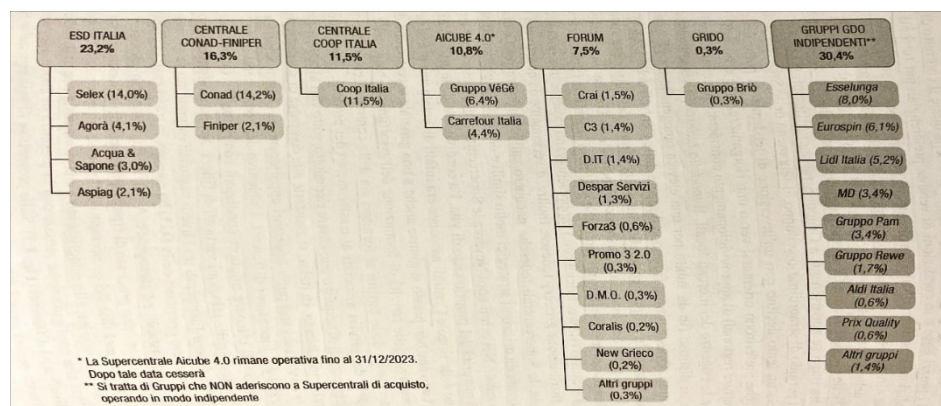 ESD ITALIA
23,2%
Selex (14,0%)
Agorà (4,1%)
Acqua &
Sapone (3,0%)
Aspiag (2,1%)
CENTRALE
CONAD-FINIPER
16,3%
Conad (14,2%)
Finiper (2,1%)
CENTRALE
COOP ITALIA
11,5%
Coop Italia
(11,5%)
AICUBE 4.0*
10,8%
Gruppo VéGé
(6,4%)
Carrefour Italia
(4,4%)
FORUM
7,5%
Crai (1,5%)
C3 (1,4%)
D.IT (1,4%)
Despar Servizi
(1,3%)
Forza3 (0,6%)
Promo 3 2.0
(0,3%)
D.M.O. (0,3%)
Coralis (0,2%)
New Grieco
(0,2%)
Altri gruppi
(0,3%)
GRIDO
0,3%
Gruppo Briò
(0,3%)
GRUPPI GDO
INDIPENDENTI**
30,4%
Esselunga
(8,0%)
Eurospin (6,1%)
Lidl Italia (5,2%)
MD (3,4%)
Gruppo Pam
(3,4%)
Gruppo Rewe
(1,7%)
Aldi Italia
(0,6%)
Prix Quality
(0,6%)
Altri gruppi
(1,4%)
* La Supercentrale Aicube 4.0 rimane operativa fino al 31/12/2023.
Dopo tale data cesserà
** Si tratta di Gruppi che NON aderiscono a Supercentrali di acquisto,
operando in modo indipendente